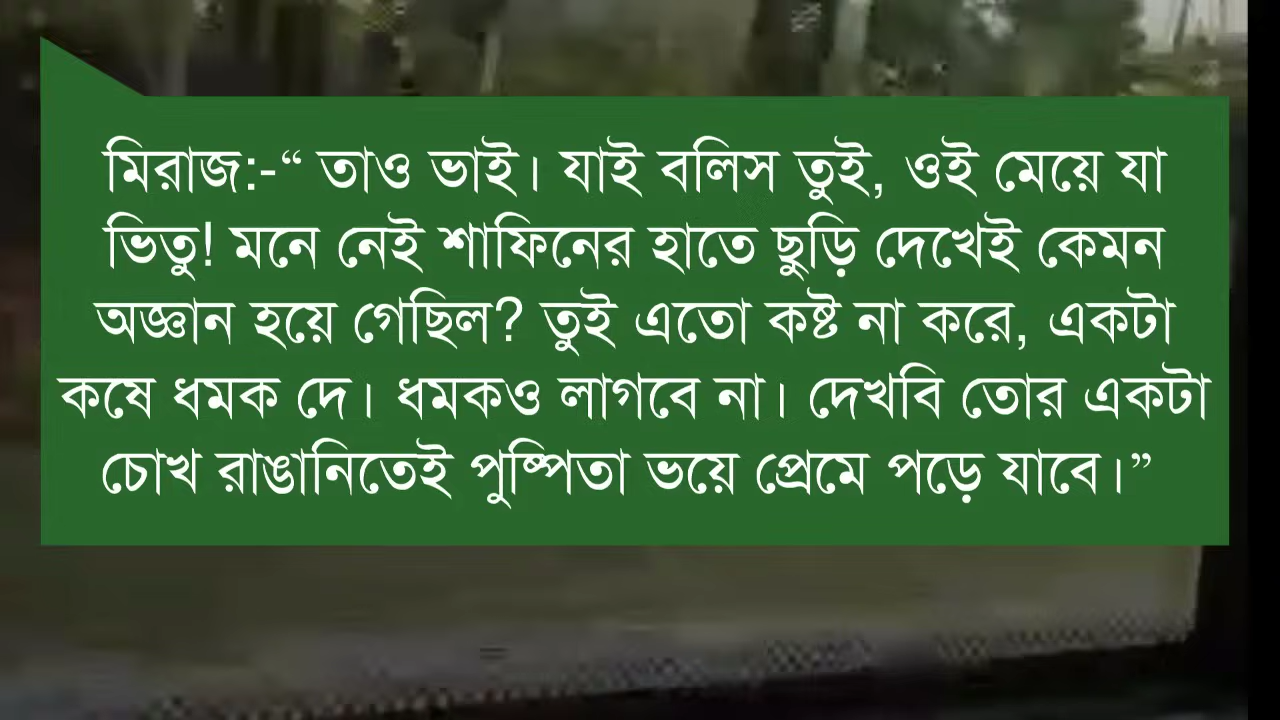 মিরাজ:-“ তাও ভাই। যাই বলিস তুই, ওই মেয়ে যা
ভিতু! মনে নেই শাফিনের হাতে ছুড়ি দেখেই কেমন
অজ্ঞান হয়ে গেছিল? তুই এতো কষ্ট না করে, একটা
কষে ধমক দে। ধমকও লাগবে না। দেখবি তোর একটা
চোখ রাঙানিতেই পুষ্পিতা ভয়ে প্রেমে পড়ে যাবে।”